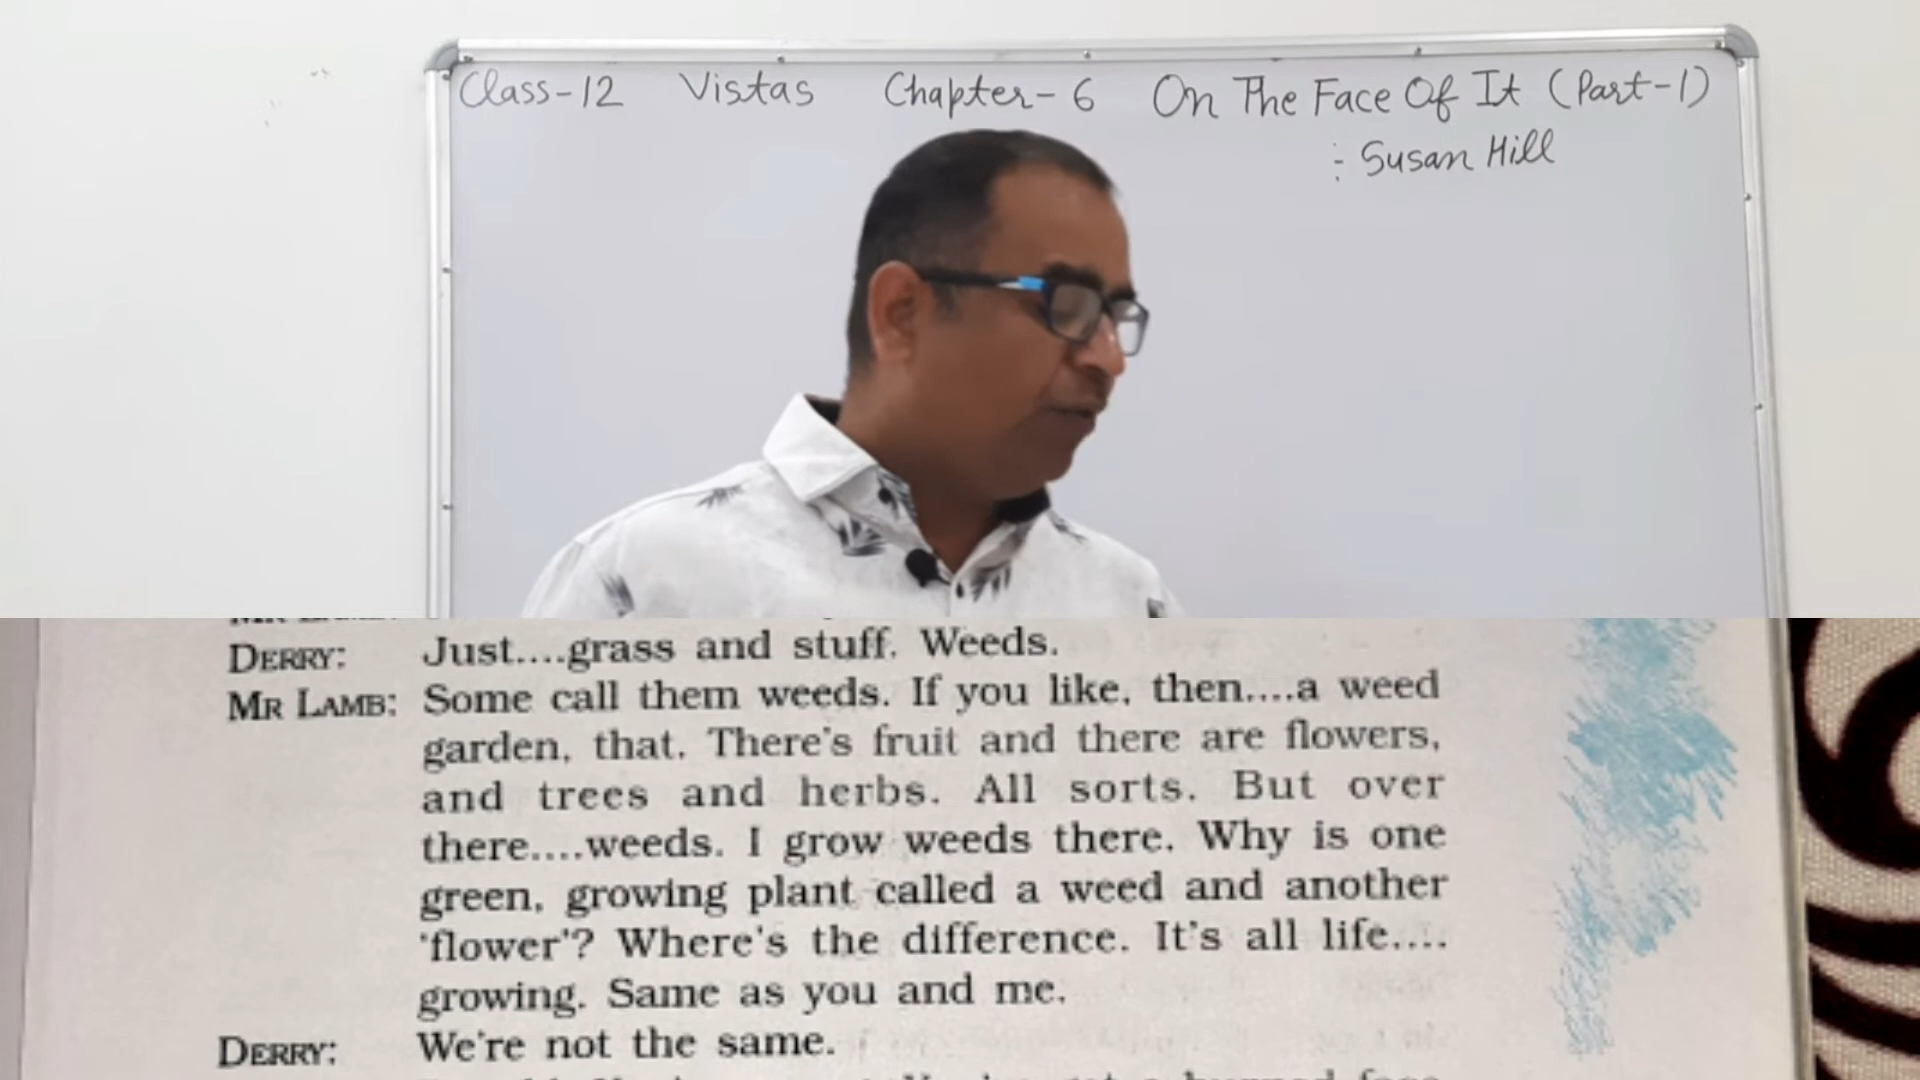 Class-12 Vistas Chapter-6 On The Face Of It (Part-1)
: Susan Hill
DERRY: Just....grass and stuff. Weeds.
MR LAMB: Some call them weeds. If you like, then....a weed
garden, that. There's fruit and there are flowers,
and trees and herbs. All sorts. But over
there....weeds. I grow weeds there. Why is one
green, growing plant called a weed and another
‘flower’? Where's the difference. It's all life....
growing. Same as you and me.
DERRY: We're not the same.